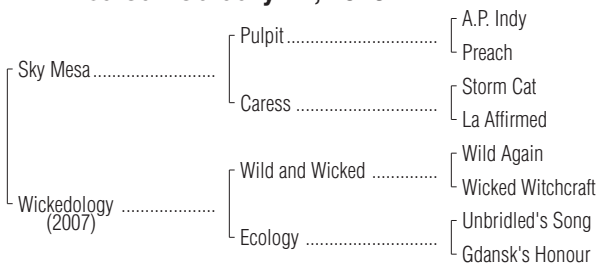 A.P. Indy
Pulpit
Preach
Sky Mesa
Storm Cat
Caress
La Affirmed
Wild Again
Wild and Wicked
Wicked Witchcraft
Wickedology
(2007)
Unbridled's Song
Ecology
Gdansk's Honour